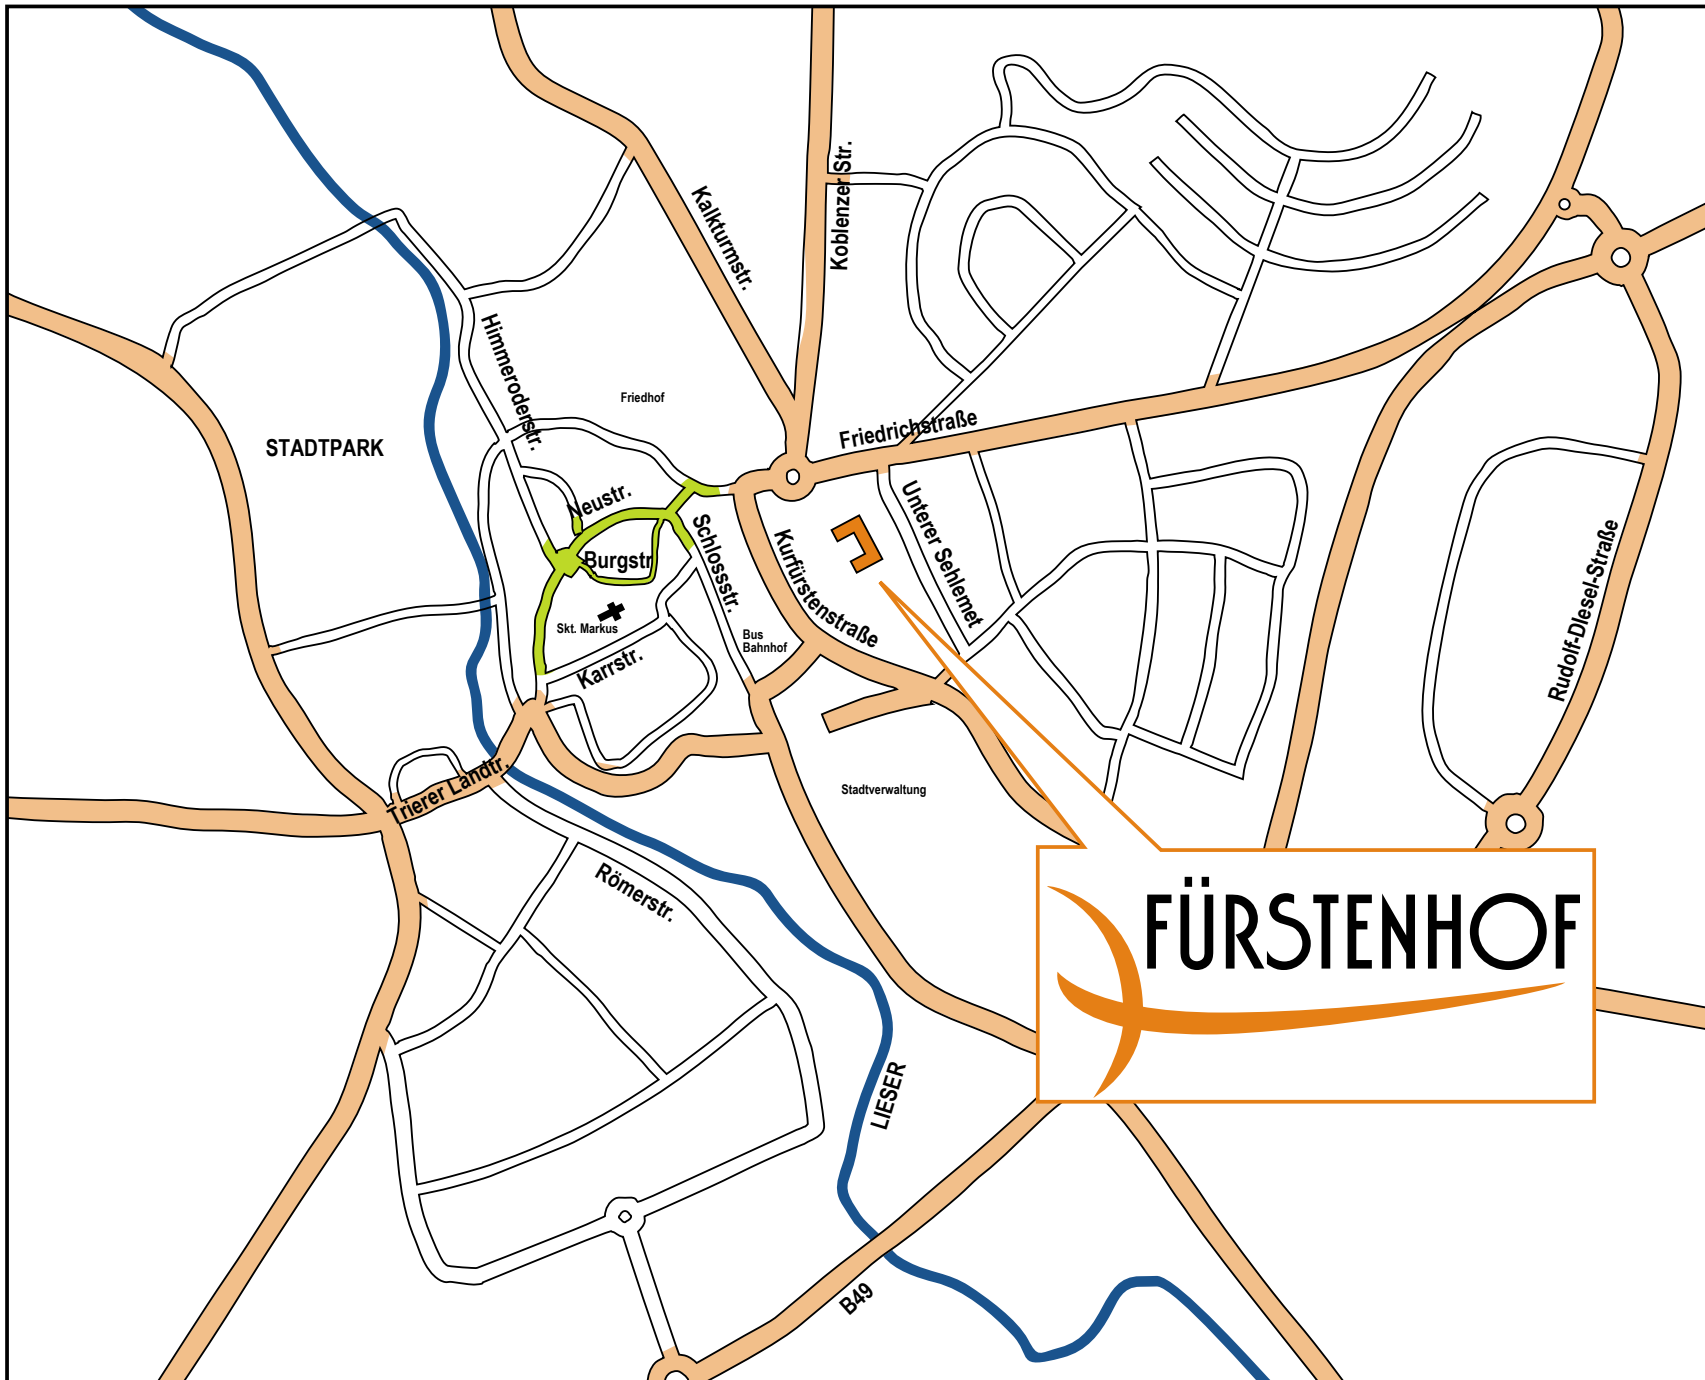 Kalkturmstr.
Koblenzer Str.
Himmeroderstr.
Friedhof
STADTPARK
Friedrichstraße
Neustr.
Unterer Sehlemet
Schlossstr.
Burgstr.
Kurfürstenstraße
Rudolf-DIesel-Straße
Skt. Markus
Bus
Bahnhof
Karrstr.
Trierer Landtr.
Stadtverwaltung
Römerstr.
FÜRSTENHOF
LIESER
B49